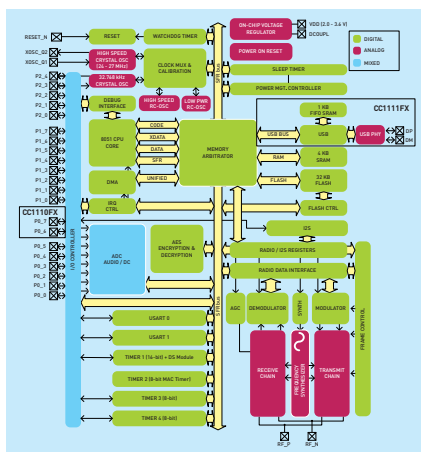 RESET_N
RESET
WATCHDOG TIMER
ON-CHIP VOLTAGE
REGULATOR
VDD (2.0 - 3.6 V)
DCOUPL
XOSC_Q2
XOSC_Q1
HIGH SPEED
CRYSTAL OSC
(24 - 27 MHz)
CLOCK MUX &
CALIBRATION
SFR bus
POWER ON RESET
DIGITAL
ANALOG
MIXED
32.768 kHz
CRYSTAL OSC
SLEEP TIMER
POWER MGT. CONTROLLER
P2_4
P2_3
P2_2
P2_1
P2_0
DEBUG
INTERFACE
HIGH SPEED
RC-OSC
LOW PWR
RC-OSC
1 KB
FIFO SRAM
CC1111FX
P1_7
P1_6
P1_5
P1_4
P1_3
P1_2
P1_1
P1_0
8051 CPU
CORE
CODE
XDATA
DATA
SFR
MEMORY
ARBITRATOR
USB BUS
USB
USB PHY
DP
DM
RAM
4 KB
SRAM
DMA
UNIFIED
FLASH
32 KB
FLASH
IRQ
CTRL
FLASH CTRL
CC1110FX
P0_7
P0_6
P0_5
P0_4
P0_3
P0_2
P0_1
P0_0
I/O CONTROLLER
I2S
ADC
AUDIO / DC
AES
ENCRYPTION &
DECRYPTION
RADIO / I2S REGISTERS
RADIO DATA INTERFACE
SFR bus
USART 0
USART 1
TIMER 1 (16-bit) + DS Module
TIMER 2 (8-bit MAC Timer)
TIMER 3 (8-bit)
TIMER 4 (8-bit)
AGC
DEMODULATOR
SYNTH
MODULATOR
FRAME CONTROL
RECEIVE
CHAIN
FREQUENCY
SYNTHESIZER
TRANSMIT
CHAIN
RF_P
RF_N